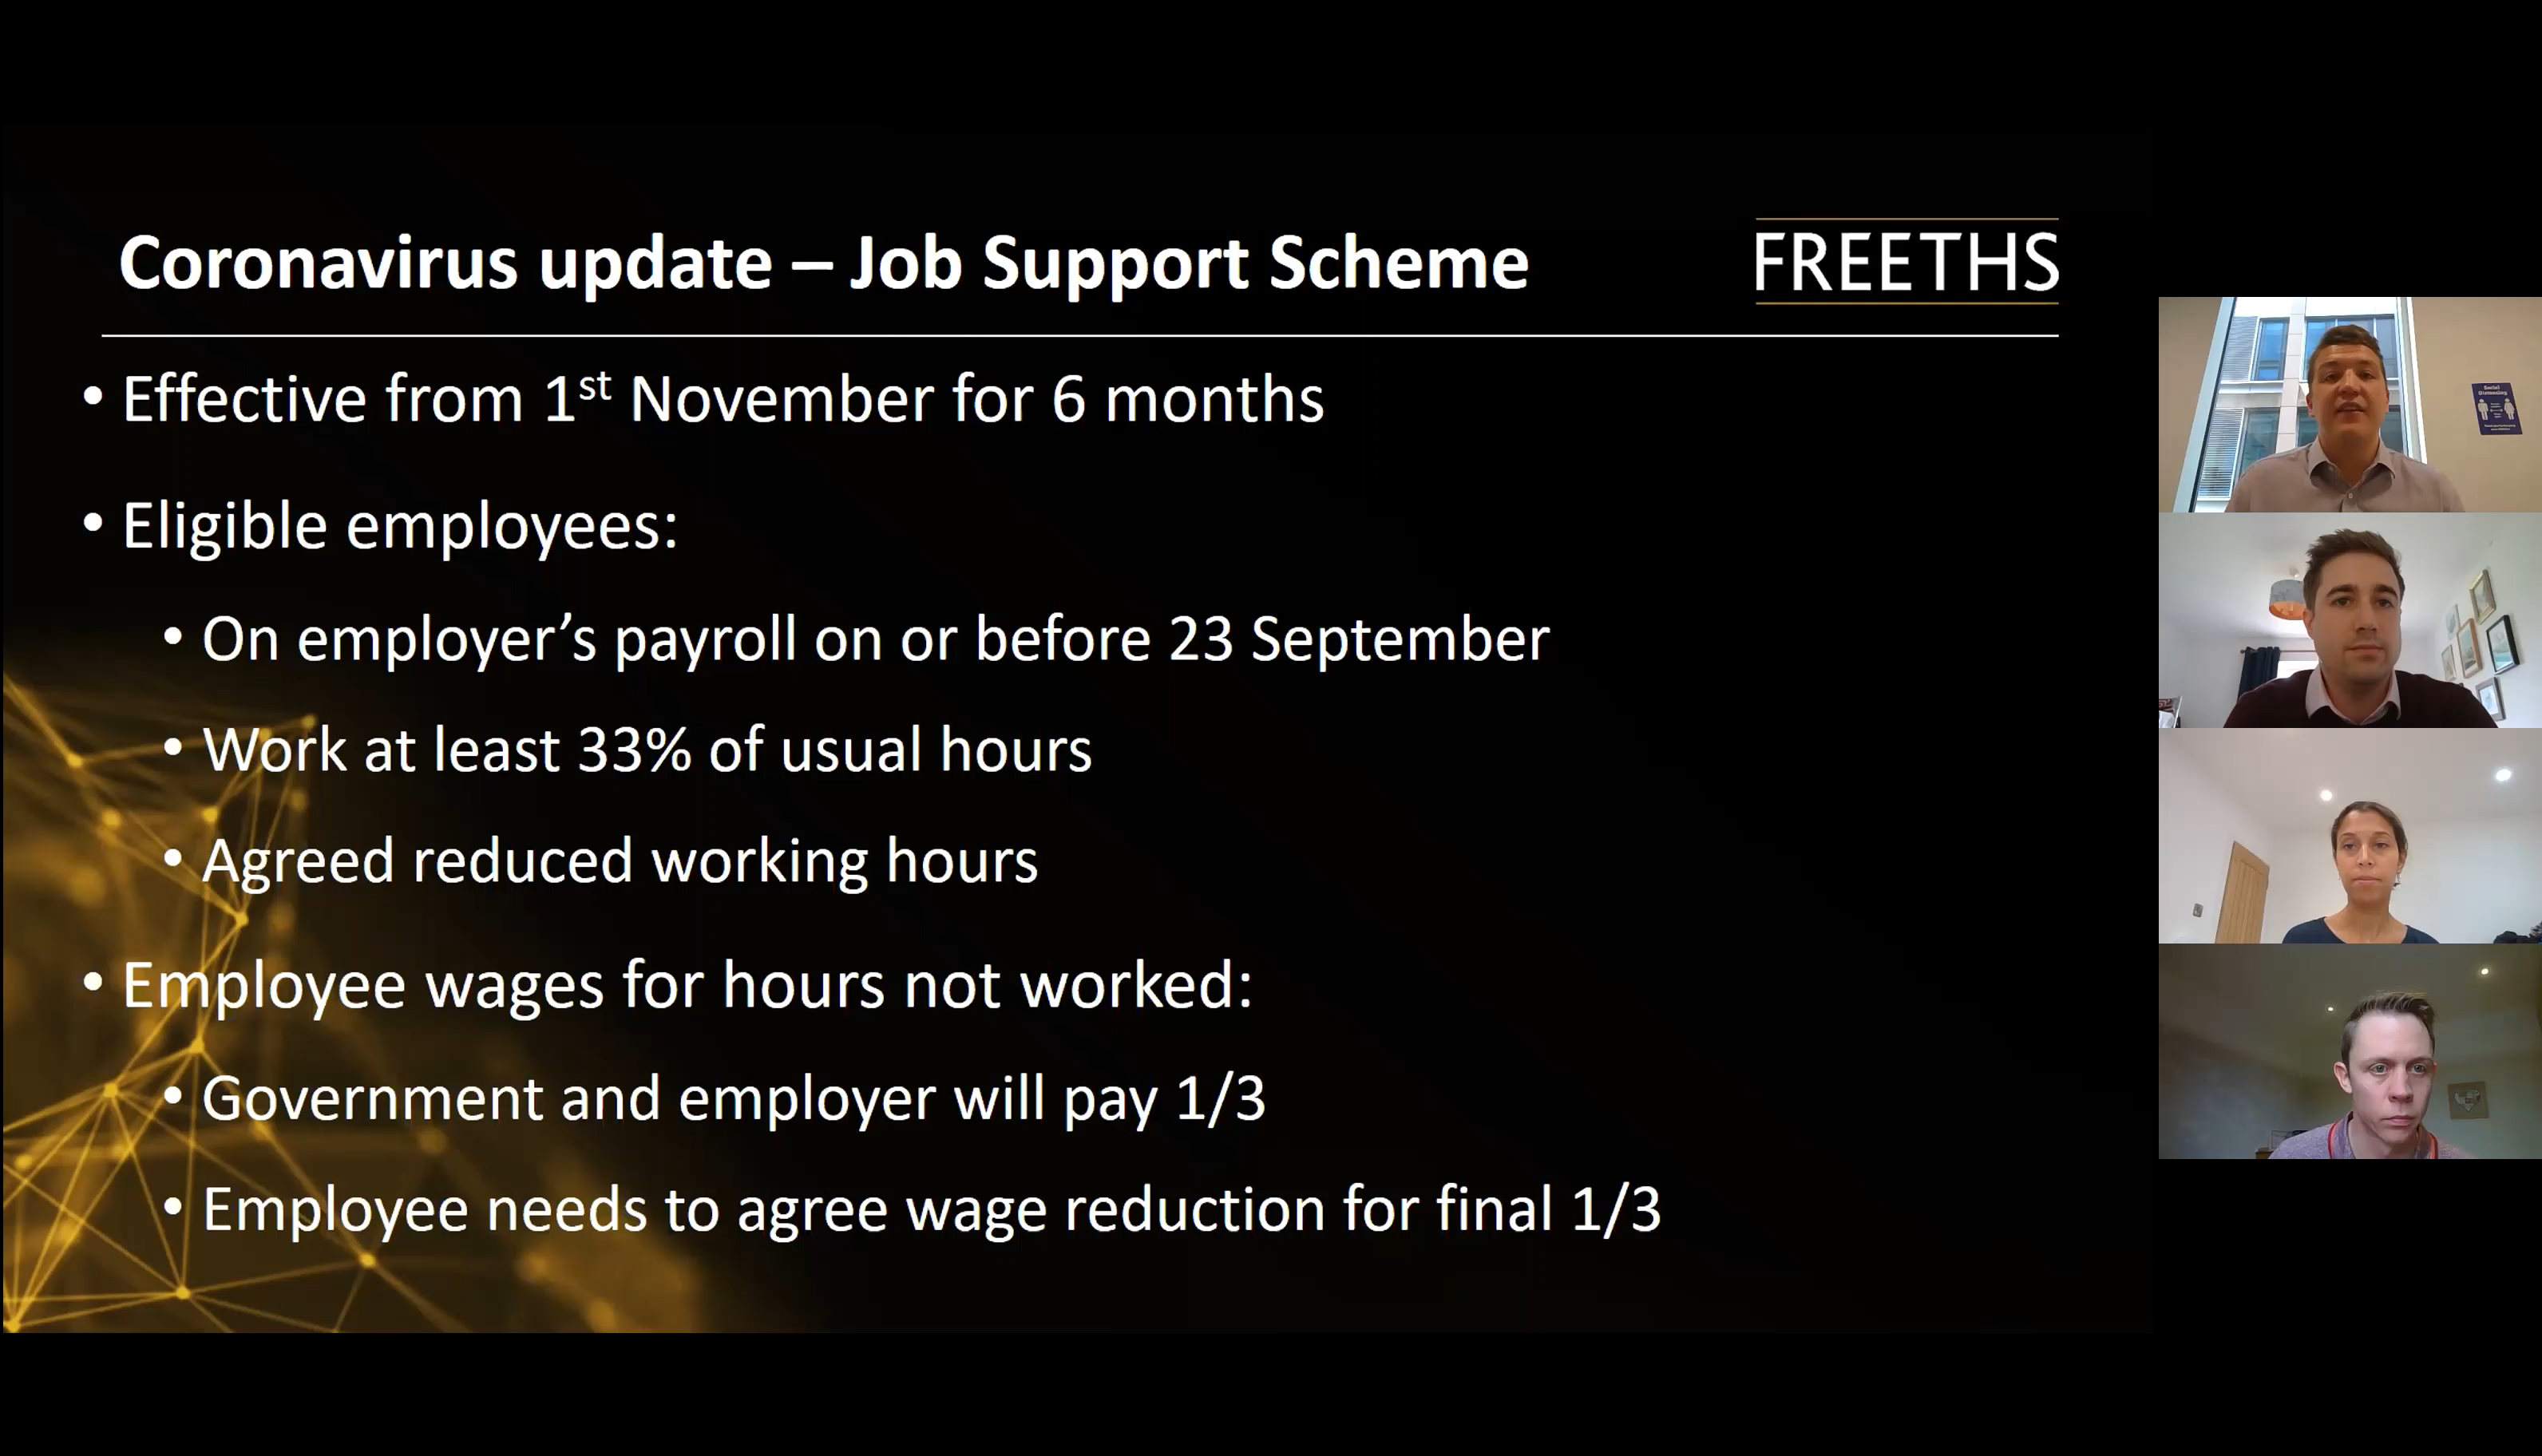 Coronavirus update – Job Support Scheme
FREETHS
• Effective from 1st November for 6 months
• Eligible employees:
• On employer’s payroll on or before 23 September
• Work at least 33% of usual hours
• Agreed reduced working hours
• Employee wages for hours not worked:
• Government and employer will pay 1/3
• Employee needs to agree wage reduction for final 1/3
Social
Distancing